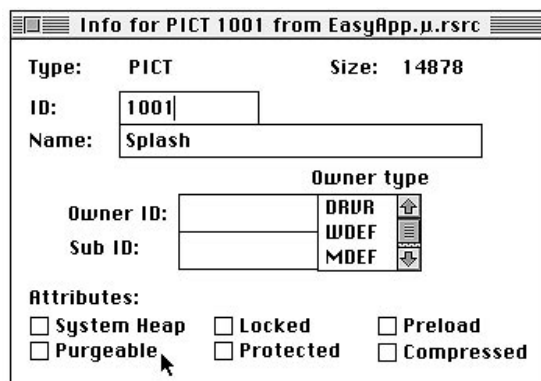 Info for PICT 1001 from EasyApp.µ.rsrc
Type: PICT Size: 14878
ID: 1001
Name: Splash
Owner type
Owner ID: DRVR
WDEF
Sub ID: MDEF
Attributes:
System Heap Locked Preload
Purgeable Protected Compressed